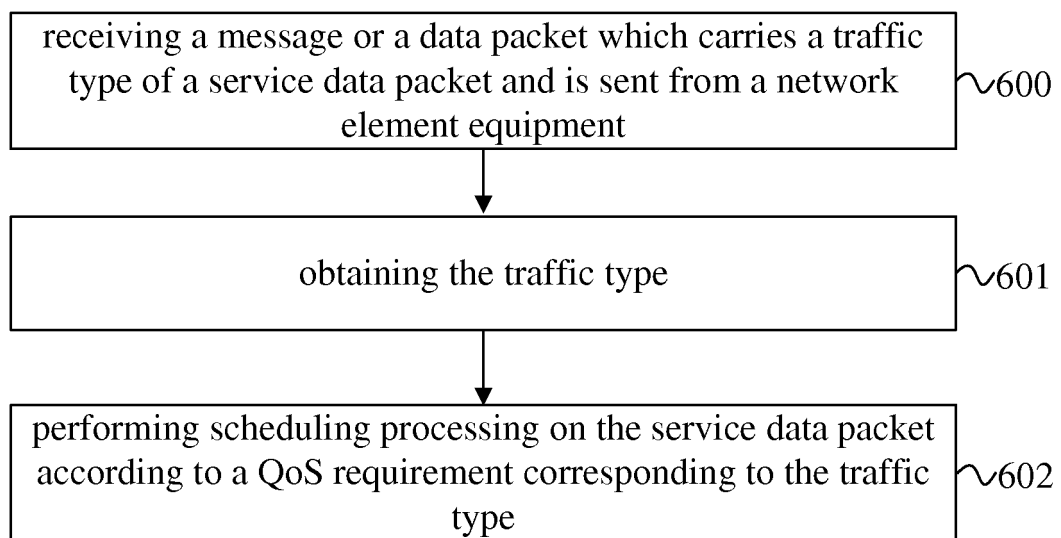 receiving a message or a data packet which carries a traffic
type of a service data packet and is sent from a network
element equipment
600
obtaining the traffic type
601
performing scheduling processing on the service data packet
according to a QoS requirement corresponding to the traffic
type
602